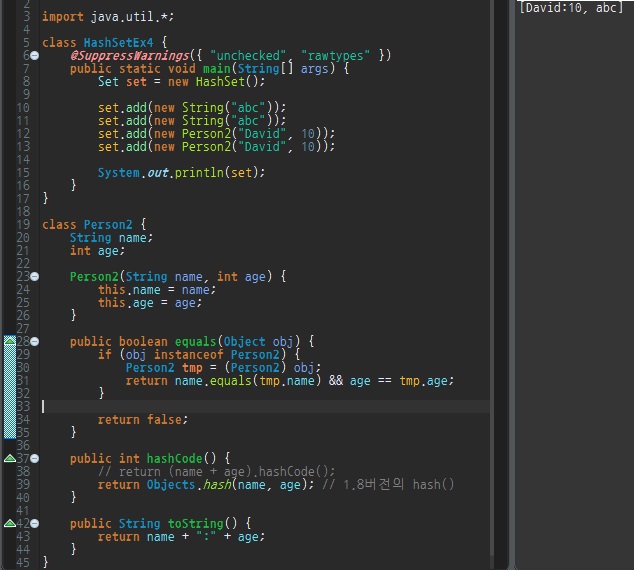 2
3 import java.util.*;
4
5 class HashSetEx4 {
6 @SuppressWarnings({ "unchecked", "rawtypes" })
7 public static void main(String[] args) {
8 Set set = new HashSet();
9
10 set.add(new String("abc"));
11 set.add(new String("abc"));
12 set.add(new Person2("David", 10));
13 set.add(new Person2("David", 10));
14
15 System.out.println(set);
16 }
17 }
18
19 class Person2 {
20 String name;
21 int age;
22
23 Person2(String name, int age) {
24 this.name = name;
25 this.age = age;
26 }
27
28 public boolean equals(Object obj) {
29 if (obj instanceof Person2) {
30 Person2 tmp = (Person2) obj;
31 return name.equals(tmp.name) && age == tmp.age;
32 }
33
34 return false;
35 }
36
37 public int hashCode() {
38 // return (name + age).hashCode();
39 return Objects.hash(name, age); // 1.8버전의 hash()
40 }
41
42 public String toString() {
43 return name + ":" + age;
44 }
45 }
[David:10, abc]